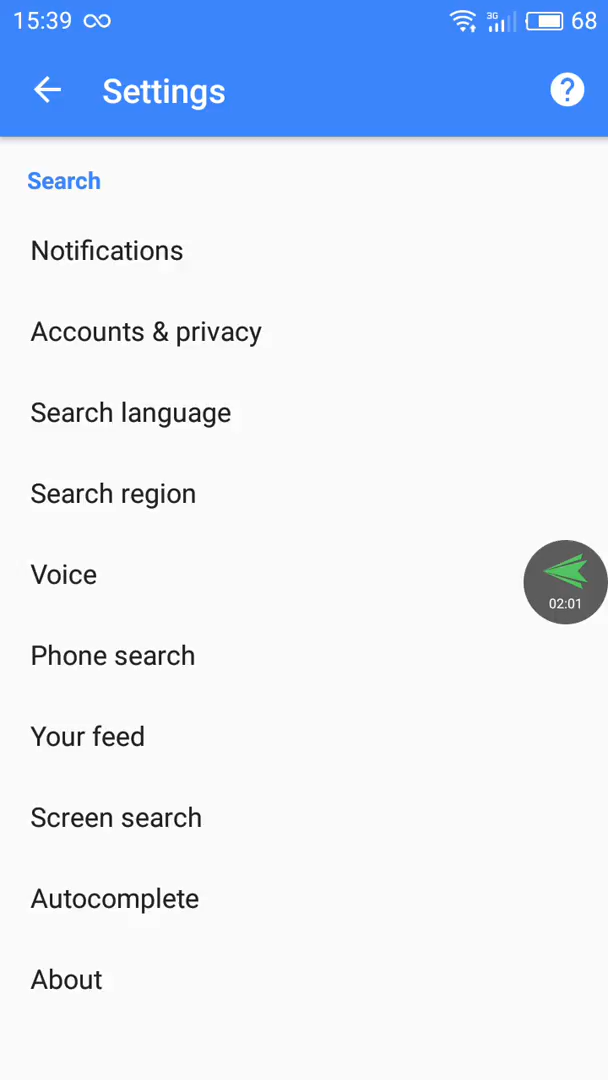 15:39 3G 68
Settings
Search
Notifications
Accounts & privacy
Search language
Search region
Voice
02:01
Phone search
Your feed
Screen search
Autocomplete
About